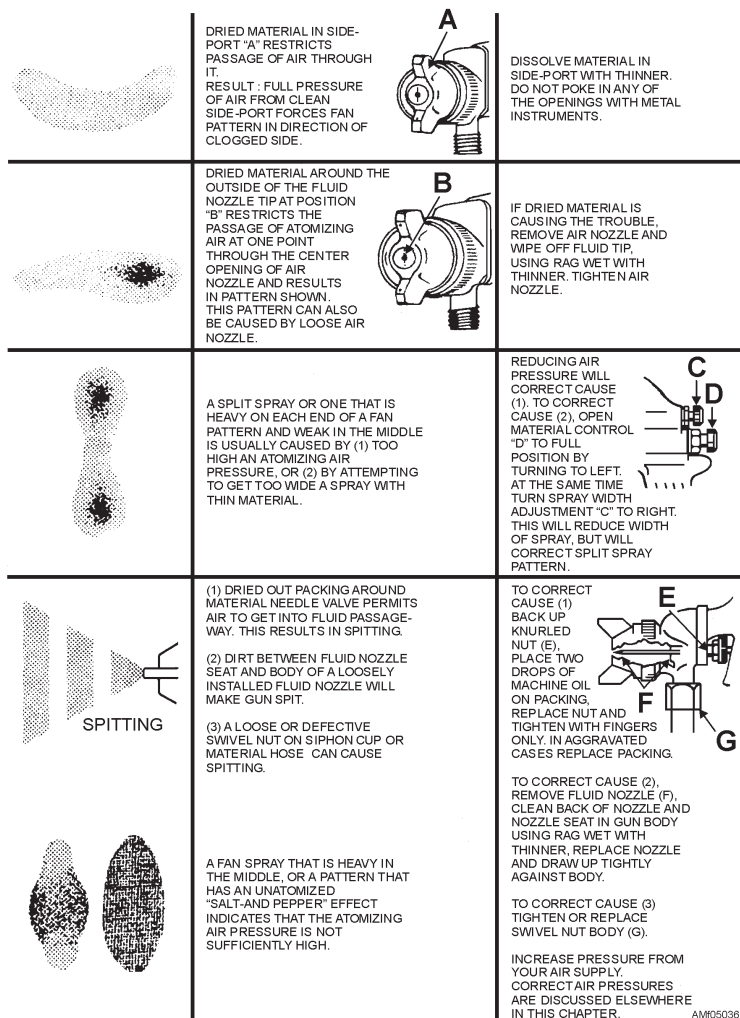 DRIED MATERIAL IN SIDE-
PORT “A” RESTRICTS
PASSAGE OF AIR THROUGH
IT.
RESULT : FULL PRESSURE
OF AIR FROM CLEAN
SIDE-PORT FORCES FAN
PATTERN IN DIRECTION OF
CLOGGED SIDE.
A
DISSOLVE MATERIAL IN
SIDE-PORT WITH THINNER.
DO NOT POKE IN ANY OF
THE OPENINGS WITH METAL
INSTRUMENTS.
DRIED MATERIAL AROUND THE
OUTSIDE OF THE FLUID
NOZZLE TIP AT POSITION
“B” RESTRICTS THE
PASSAGE OF ATOMIZING
AIR AT ONE POINT
THROUGH THE CENTER
OPENING OF AIR
NOZZLE AND RESULTS
IN PATTERN SHOWN.
THIS PATTERN CAN ALSO
BE CAUSED BY LOOSE AIR
NOZZLE.
B
IF DRIED MATERIAL IS
CAUSING THE TROUBLE,
REMOVE AIR NOZZLE AND
WIPE OFF FLUID TIP,
USING RAG WET WITH
THINNER. TIGHTEN AIR
NOZZLE.
A SPLIT SPRAY OR ONE THAT IS
HEAVY ON EACH END OF A FAN
PATTERN AND WEAK IN THE MIDDLE
IS USUALLY CAUSED BY (1) TOO
HIGH AN ATOMIZING AIR
PRESSURE, OR (2) BY ATTEMPTING
TO GET TOO WIDE A SPRAY WITH
THIN MATERIAL.
REDUCING AIR
PRESSURE WILL
CORRECT CAUSE
(1). TO CORRECT
CAUSE (2), OPEN
MATERIAL CONTROL
“D” TO FULL
POSITION BY
TURNING TO LEFT.
AT THE SAME TIME
TURN SPRAY WIDTH
ADJUSTMENT “C” TO RIGHT.
THIS WILL REDUCE WIDTH
OF SPRAY, BUT WILL
CORRECT SPLIT SPRAY
PATTERN.
C
D
SPITTING
(1) DRIED OUT PACKING AROUND
MATERIAL NEEDLE VALVE PERMITS
AIR TO GET INTO FLUID PASSAGE-
WAY. THIS RESULTS IN SPITTING.
(2) DIRT BETWEEN FLUID NOZZLE
SEAT AND BODY OF A LOOSELY
INSTALLED FLUID NOZZLE WILL
MAKE GUN SPIT.
(3) A LOOSE OR DEFECTIVE
SWIVEL NUT ON SIPHON CUP OR
MATERIAL HOSE CAN CAUSE
SPITTING.
TO CORRECT
CAUSE (1)
BACK UP
KNURLED
NUT (E),
PLACE TWO
DROPS OF
MACHINE OIL
ON PACKING,
REPLACE NUT AND
TIGHTEN WITH FINGERS
ONLY. IN AGGRAVATED
CASES REPLACE PACKING.
E
F
G
TO CORRECT CAUSE (2),
REMOVE FLUID NOZZLE (F),
CLEAN BACK OF NOZZLE AND
NOZZLE SEAT IN GUN BODY
USING RAG WET WITH
THINNER, REPLACE NOZZLE
AND DRAW UP TIGHTLY
AGAINST BODY.
TO CORRECT CAUSE (3)
TIGHTEN OR REPLACE
SWIVEL NUT BODY (G).
A FAN SPRAY THAT IS HEAVY IN
THE MIDDLE, OR A PATTERN THAT
HAS AN UNATOMIZED
“SALT-AND PEPPER” EFFECT
INDICATES THAT THE ATOMIZING
AIR PRESSURE IS NOT
SUFFICIENTLY HIGH.
INCREASE PRESSURE FROM
YOUR AIR SUPPLY.
CORRECT AIR PRESSURES
ARE DISCUSSED ELSEWHERE
IN THIS CHAPTER.
AMf05036